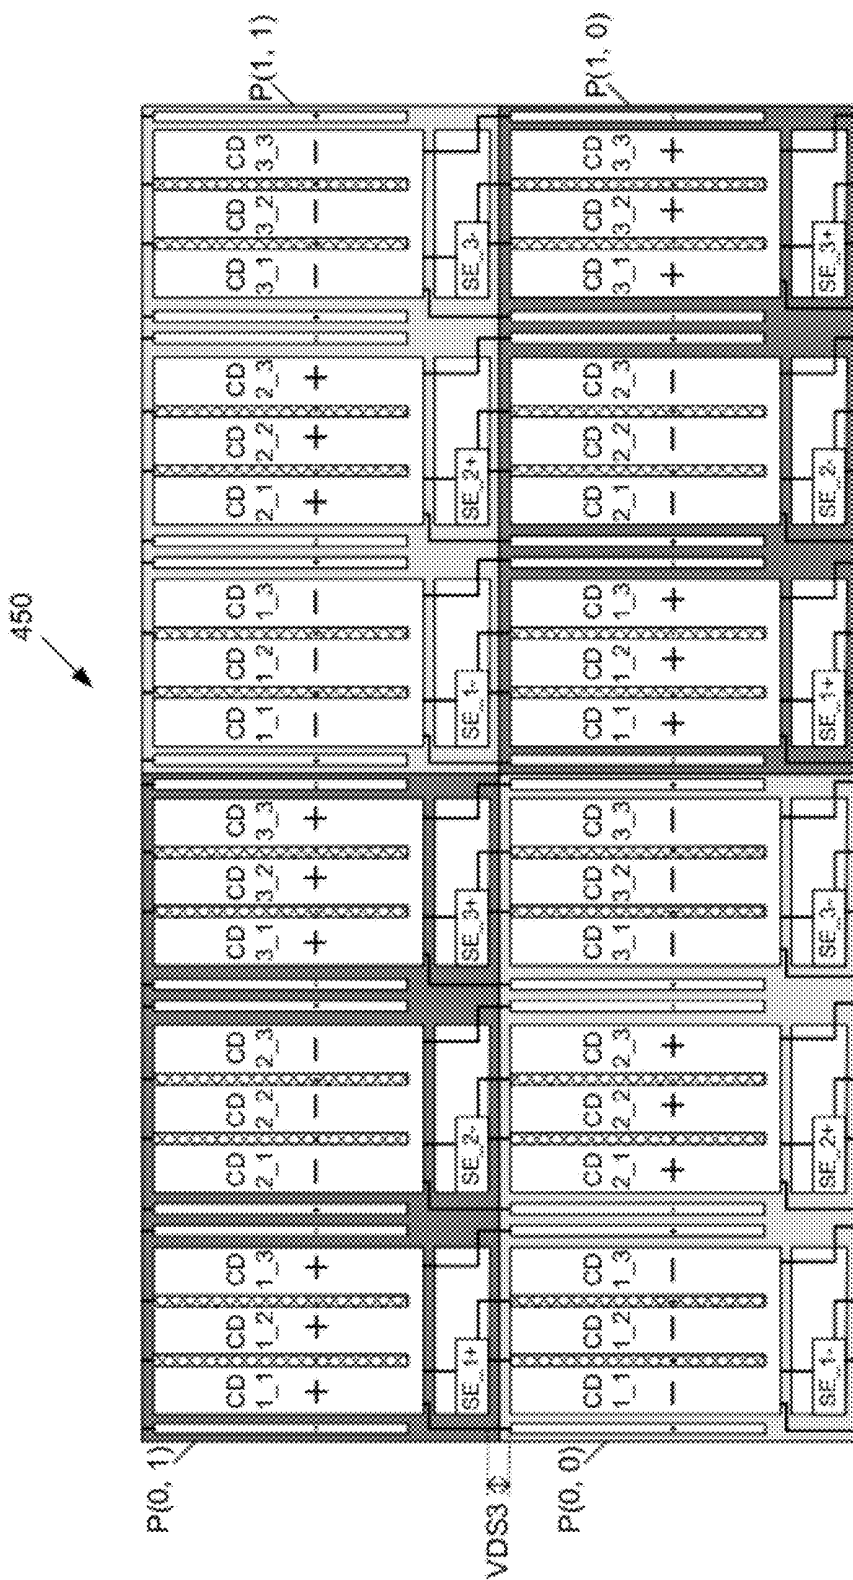 450
P(0, 1)
P(1, 1)
CD CD CD CD CD CD CD CD CD CD CD CD CD CD CD CD CD CD
1_1 1_2 1_3 2_1 2_2 2_3 3_1 3_2 3_3 1_1 1_2 1_3 2_1 2_2 2_3 3_1 3_2 3_3
+ + + - - - + + + - - - + + + - - -
SE_1+ SE_2- SE_3+ SE_1- SE_2+ SE_3-
VDS3
P(0, 0)
P(1, 0)
CD CD CD CD CD CD CD CD CD CD CD CD CD CD CD CD CD CD
1_1 1_2 1_3 2_1 2_2 2_3 3_1 3_2 3_3 1_1 1_2 1_3 2_1 2_2 2_3 3_1 3_2 3_3
- - - + + + - - - + + + - - - + + +
SE_1- SE_2+ SE_3- SE_1+ SE_2- SE_3+